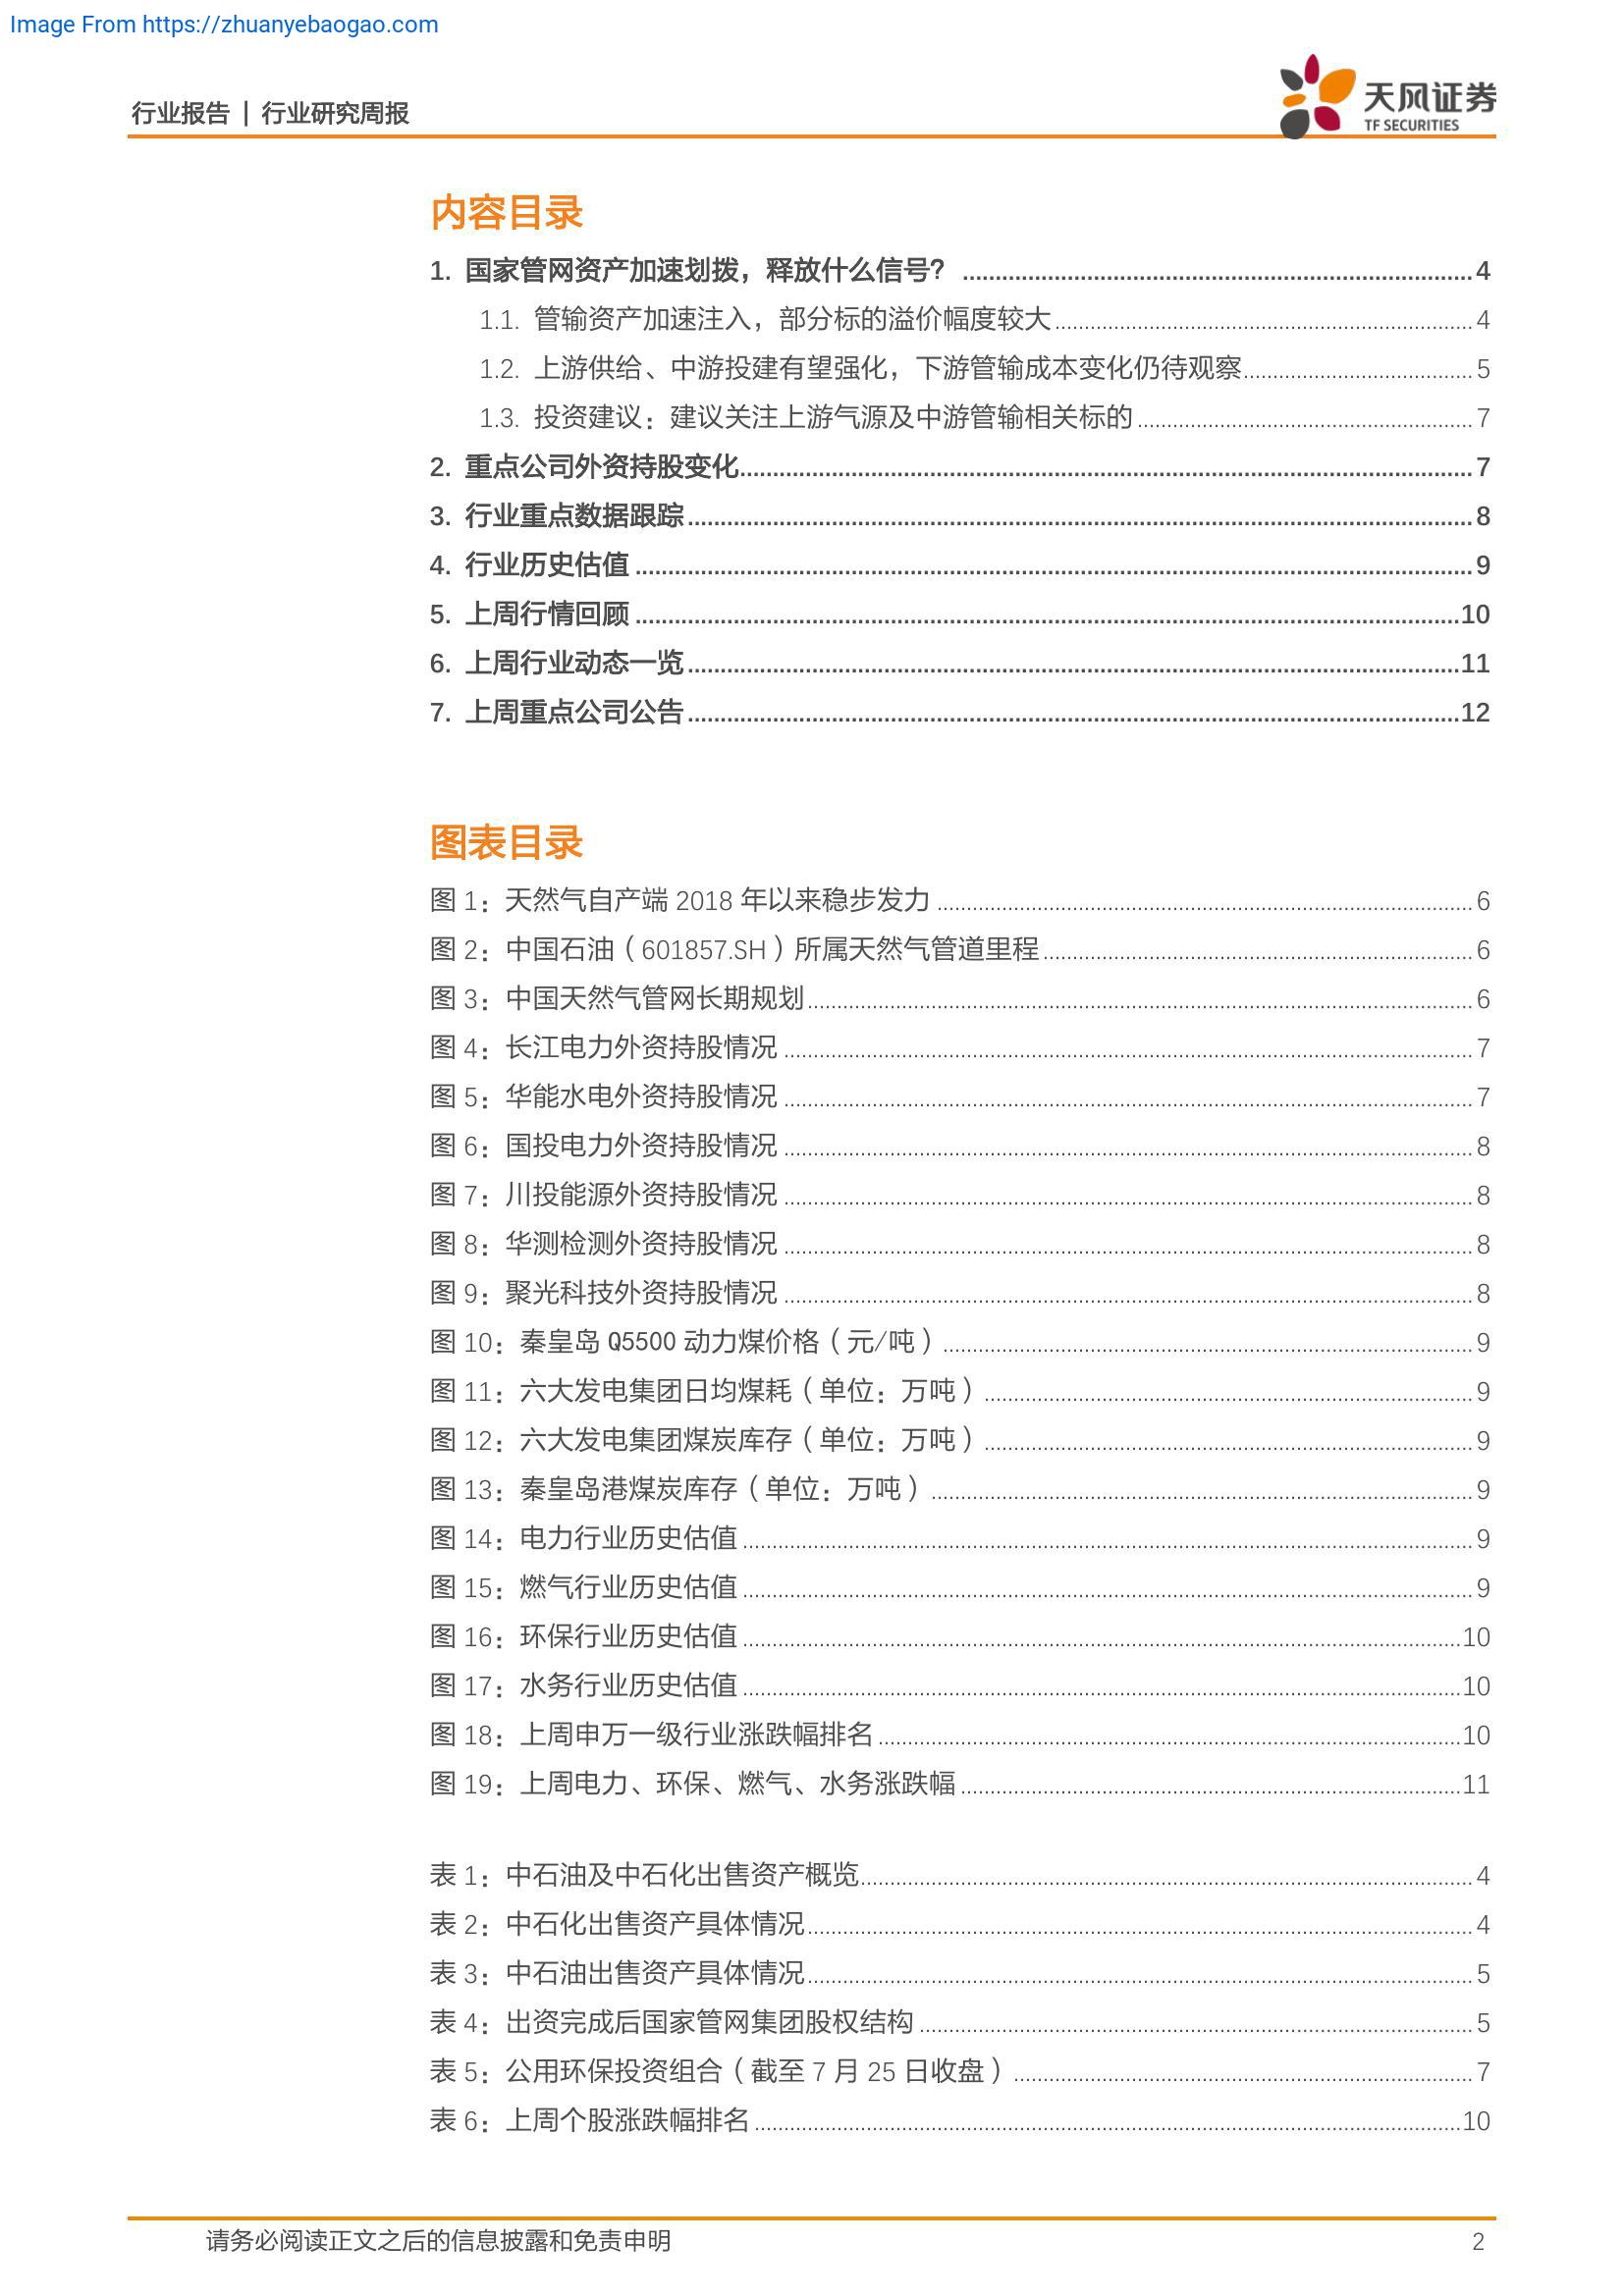 Image From https://zhuanyebaogao.com
行业报告 | 行业研究周报
天风证券
TF SECURITIES
内容目录
1. 国家管网资产加速划拨，释放什么信号？ 4
1.1. 管输资产加速注入，部分标的溢价幅度较大 4
1.2. 上游供给、中游投建有望强化，下游管输成本变化仍待观察 5
1.3. 投资建议：建议关注上游气源及中游管输相关标的 7
2. 重点公司外资持股变化 7
3. 行业重点数据跟踪 8
4. 行业历史估值 9
5. 上周行情回顾 10
6. 上周行业动态一览 11
7. 上周重点公司公告 12
图表目录
图 1：天然气自产端 2018 年以来稳步发力 6
图 2：中国石油（601857.SH）所属天然气管道里程 6
图 3：中国天然气管网长期规划 6
图 4：长江电力外资持股情况 7
图 5：华能水电外资持股情况 7
图 6：国投电力外资持股情况 8
图 7：川投能源外资持股情况 8
图 8：华测检测外资持股情况 8
图 9：聚光科技外资持股情况 8
图 10：秦皇岛 Q5500 动力煤价格（元/吨） 9
图 11：六大发电集团日均煤耗（单位：万吨） 9
图 12：六大发电集团煤炭库存（单位：万吨） 9
图 13：秦皇岛港煤炭库存（单位：万吨） 9
图 14：电力行业历史估值 9
图 15：燃气行业历史估值 9
图 16：环保行业历史估值 10
图 17：水务行业历史估值 10
图 18：上周申万一级行业涨跌幅排名 10
图 19：上周电力、环保、燃气、水务涨跌幅 11
表 1：中石油及中石化出售资产概览 4
表 2：中石化出售资产具体情况 4
表 3：中石油出售资产具体情况 5
表 4：出资完成后国家管网集团股权结构 5
表 5：公用环保投资组合（截至 7 月 25 日收盘） 7
表 6：上周个股涨跌幅排名 10
请务必阅读正文之后的信息披露和免责申明 2